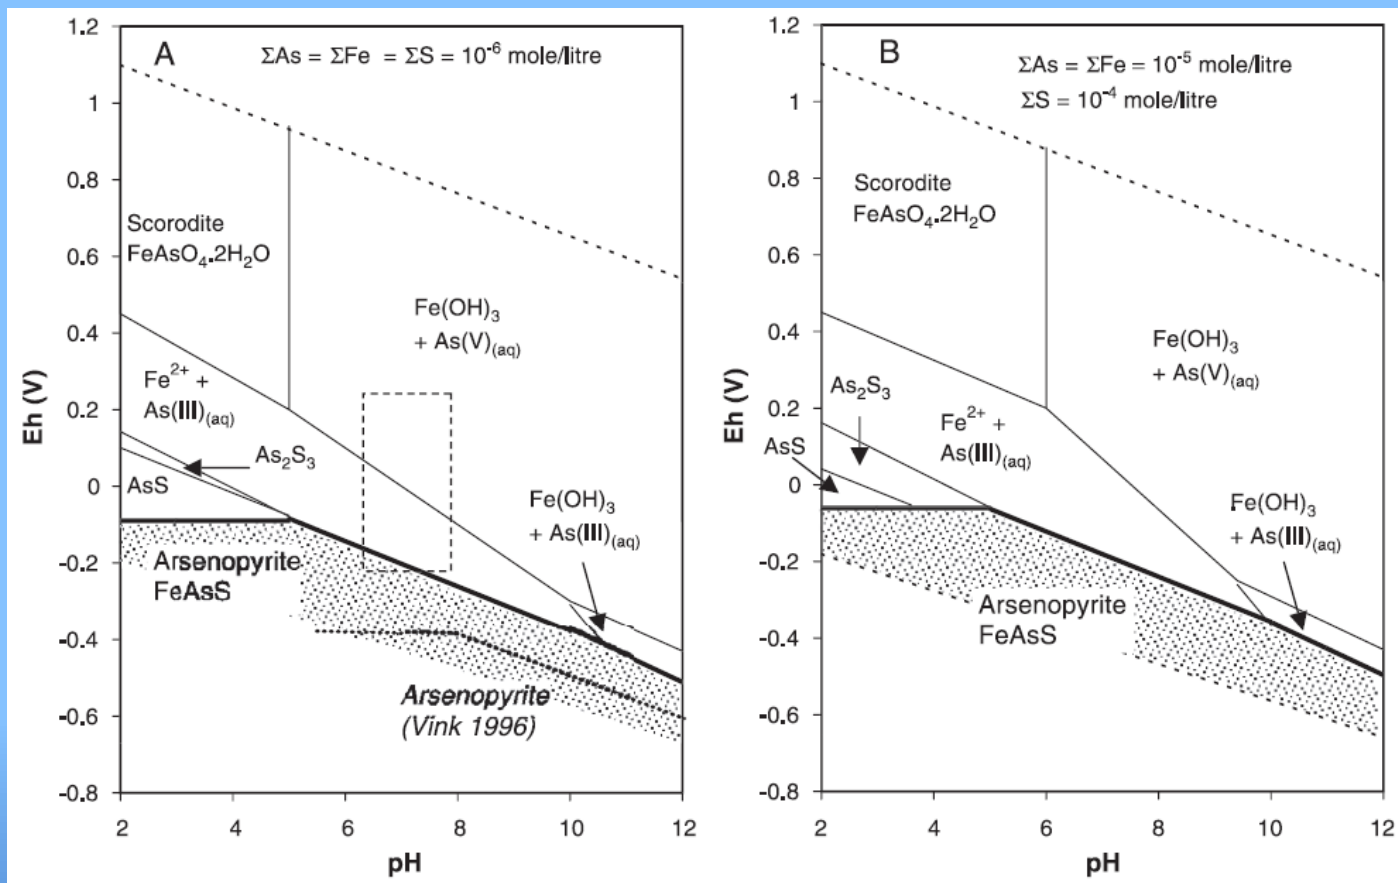 A
ΣAs = ΣFe = ΣS = 10⁻⁶ mole/litre
1.2
1
0.8
0.6
0.4
0.2
0
-0.2
-0.4
-0.6
-0.8
Eh (V)
Scorodite
FeAsO₄.2H₂O
Fe(OH)₃
+ As(V)₍aq₎
Fe²⁺ +
As(III)₍aq₎
As₂S₃
AsS
Fe(OH)₃
+ As(III)₍aq₎
Arsenopyrite
FeAsS
Arsenopyrite
(Vink 1996)
2
4
6
8
10
12
pH
B
ΣAs = ΣFe = 10⁻⁵ mole/litre
ΣS = 10⁻⁴ mole/litre
1.2
1
0.8
0.6
0.4
0.2
0
-0.2
-0.4
-0.6
-0.8
Eh (V)
Scorodite
FeAsO₄.2H₂O
Fe(OH)₃
+ As(V)₍aq₎
As₂S₃
Fe²⁺ +
As(III)₍aq₎
AsS
Fe(OH)₃
+ As(III)₍aq₎
Arsenopyrite
FeAsS
2
4
6
8
10
12
pH